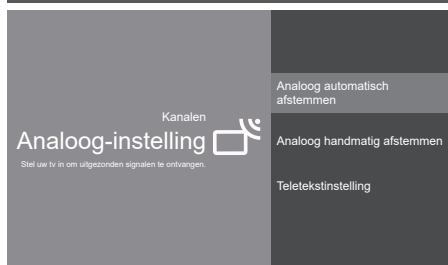 Kanalen
Analoog-instelling
Stel uw tv in om uitgezonden signalen te ontvangen.
Analoog automatisch
afstemmen
Analoog handmatig afstemmen
Teletekstinstelling